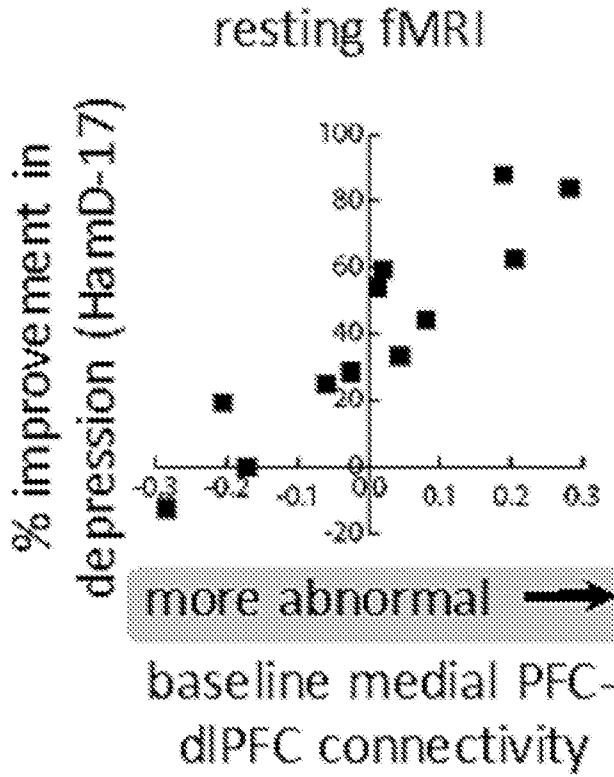 resting fMRI
% improvement in
depression (HamD-17)
100
80
60
40
20
0
-20
-0.3
-0.2
-0.1
0.0
0.1
0.2
0.3
more abnormal
baseline medial PFC-
dlPFC connectivity